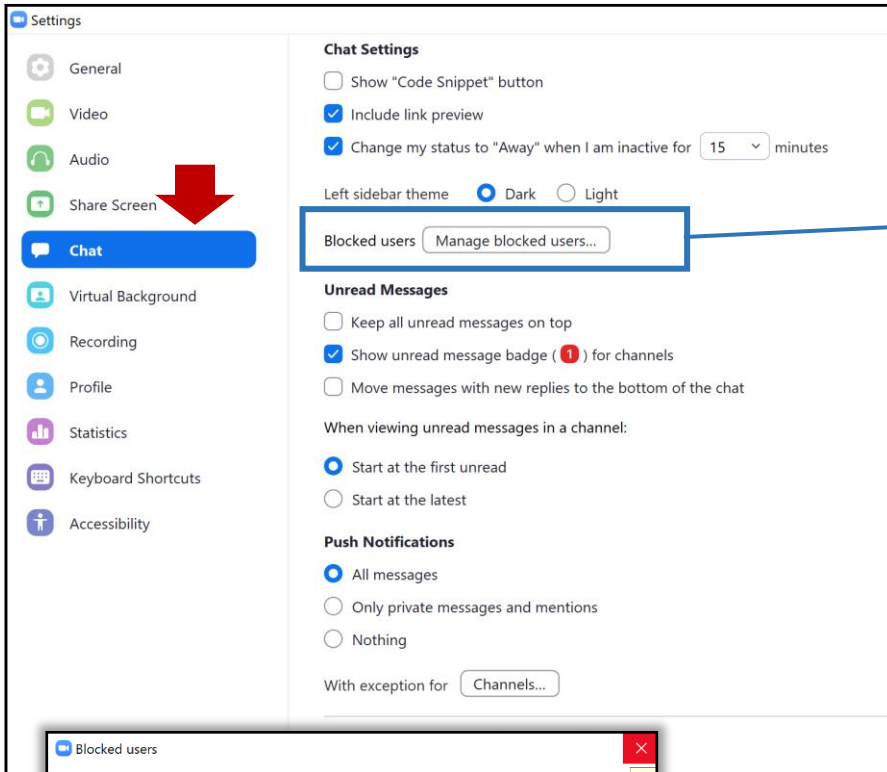 Settings
General
Video
Audio
Share Screen
Chat
Virtual Background
Recording
Profile
Statistics
Keyboard Shortcuts
Accessibility
Chat Settings
Show "Code Snippet" button
Include link preview
Change my status to "Away" when I am inactive for 15 minutes
Left sidebar theme Dark Light
Blocked users Manage blocked users...
Unread Messages
Keep all unread messages on top
Show unread message badge ( 1 ) for channels
Move messages with new replies to the bottom of the chat
When viewing unread messages in a channel:
Start at the first unread
Start at the latest
Push Notifications
All messages
Only private messages and mentions
Nothing
With exception for Channels...
Blocked users